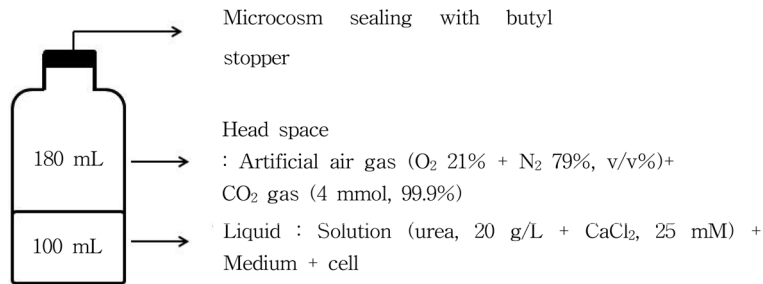 Microcosm sealing with butyl
stopper
180 mL
Head space
: Artificial air gas (O₂ 21% + N₂ 79%, v/v%)+
CO₂ gas (4 mmol, 99.9%)
100 mL
Liquid : Solution (urea, 20 g/L + CaCl₂, 25 mM) +
Medium + cell